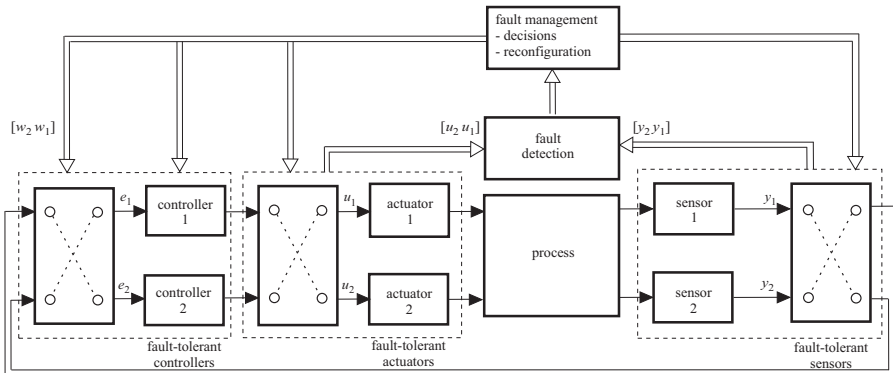 fault management
- decisions
- reconfiguration
[w2 w1]
[u2 u1]
[y2 y1]
fault
detection
e1
controller
1
u1
actuator
1
process
sensor
1
y1
e2
controller
2
u2
actuator
2
sensor
2
y2
fault-tolerant
controllers
fault-tolerant
actuators
fault-tolerant
sensors